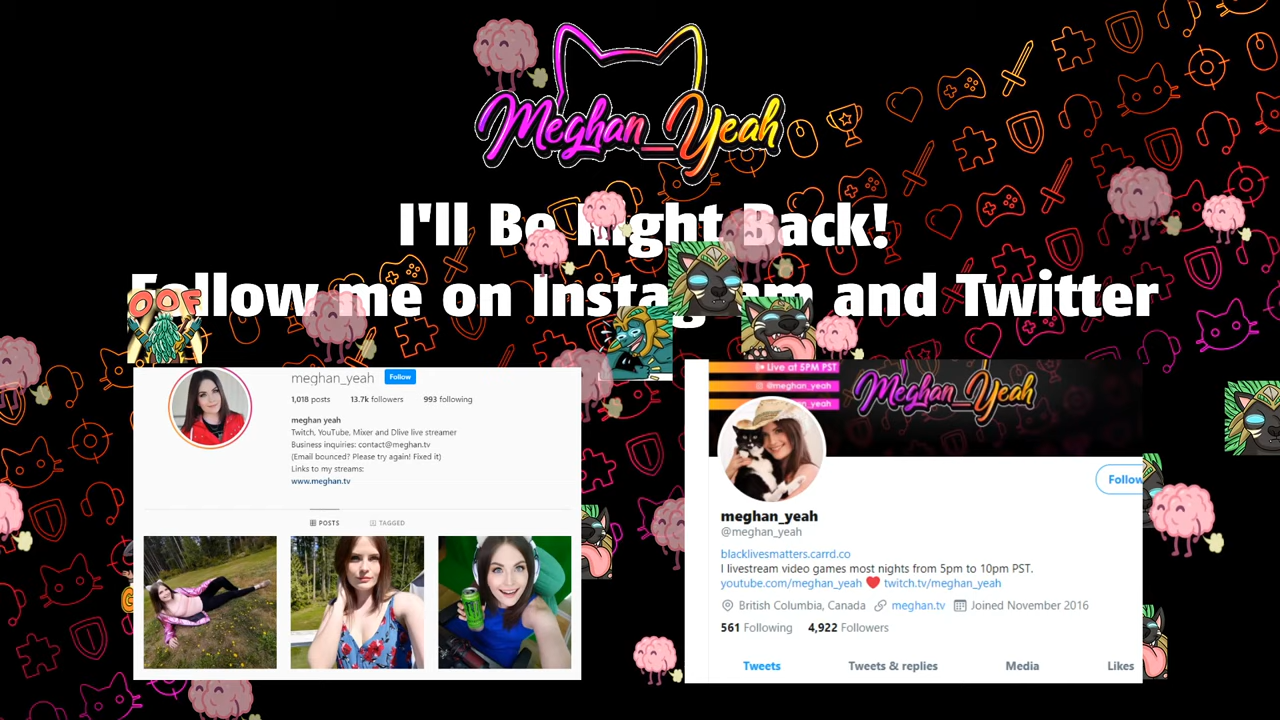 Meghan_Yeah
I'll Be Right Back!
Follow me on Instagram and Twitter
OOF
meghan_yeah Follow
1,018 posts 13.7k followers 993 following
meghan yeah
Twitch, YouTube, Mixer and Dlive live streamer
Business inquiries: contact@meghan.tv
(Email bounced? Please try again! Fixed it)
Links to my streams:
www.meghan.tv
POSTS TAGGED
Live at 5PM PST
@meghan_yeah
Meghan_Yeah
Follow
meghan_yeah
@meghan_yeah
blacklivesmatters.carrd.co
I livestream video games most nights from 5pm to 10pm PST.
youtube.com/meghan_yeah ❤️ twitch.tv/meghan_yeah
British Columbia, Canada meghan.tv Joined November 2016
561 Following 4,922 Followers
Tweets Tweets & replies Media Likes